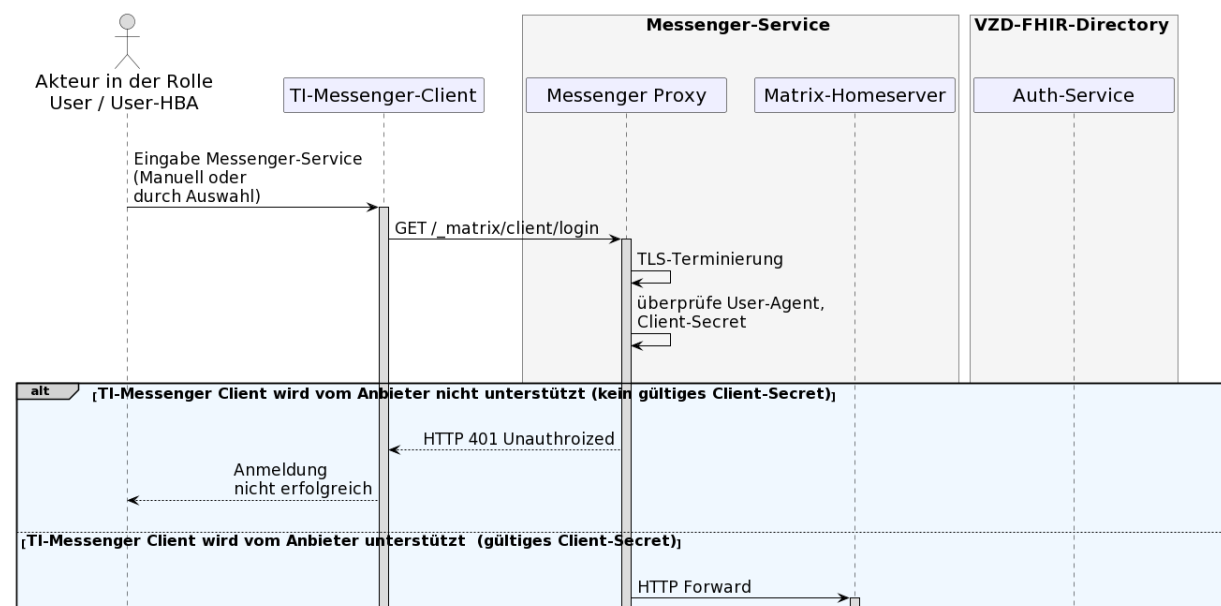 Messenger-Service
VZD-FHIR-Directory
Akteur in der Rolle
User / User-HBA
TI-Messenger-Client
Messenger Proxy
Matrix-Homeserver
Auth-Service
Eingabe Messenger-Service
(Manuell oder
durch Auswahl)
GET /_matrix/client/login
TLS-Terminierung
überprüfe User-Agent,
Client-Secret
alt
[TI-Messenger Client wird vom Anbieter nicht unterstützt (kein gültiges Client-Secret)]
HTTP 401 Unauthroized
Anmeldung
nicht erfolgreich
[TI-Messenger Client wird vom Anbieter unterstützt  (gültiges Client-Secret)]
HTTP Forward